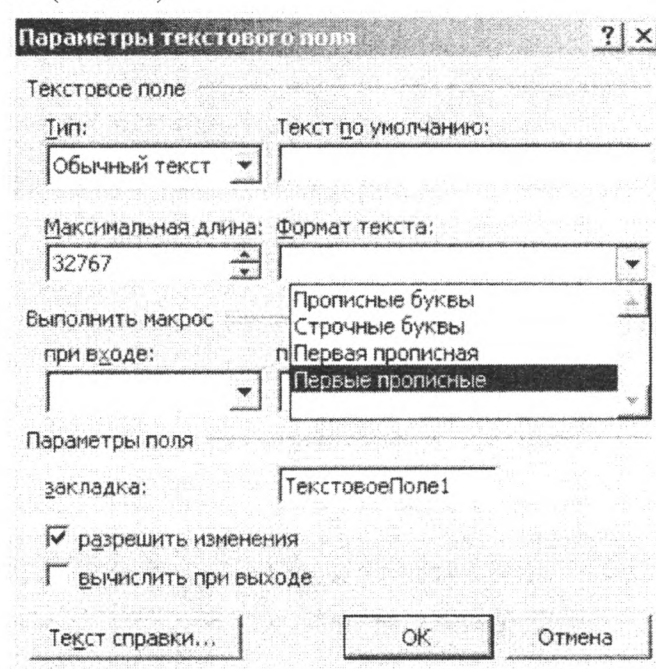 Параметры текстового поля ? ×
Текстовое поле
Тип: Текст по умолчанию:
Обычный текст
Максимальная длина: Формат текста:
32767
Прописные буквы
Выполнить макрос
Строчные буквы
при входе: п Первая прописная
Первые прописные
Параметры поля
закладка: ТекстовоеПоле1
разрешить изменения
вычислить при выходе
Текст справки... ОК Отмена